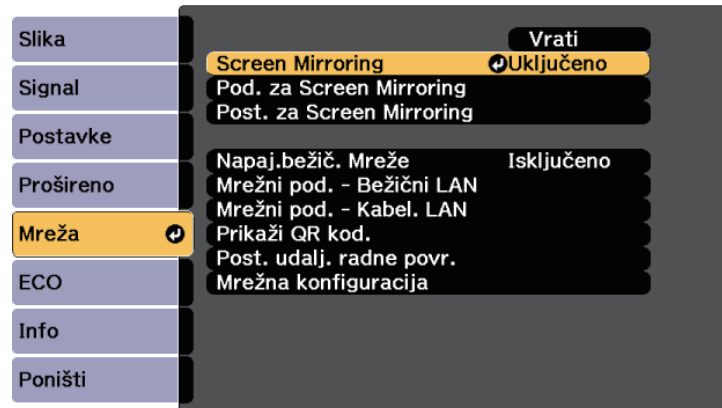 Slika
Signal
Postavke
Prošireno
Mreža
ECO
Info
Poništi
Vrati
Screen Mirroring Uključeno
Pod. za Screen Mirroring
Post. za Screen Mirroring
Napaj.bežič. Mreže Isključeno
Mrežni pod. - Bežični LAN
Mrežni pod. - Kabel. LAN
Prikaži QR kod.
Post. udalj. radne povr.
Mrežna konfiguracija